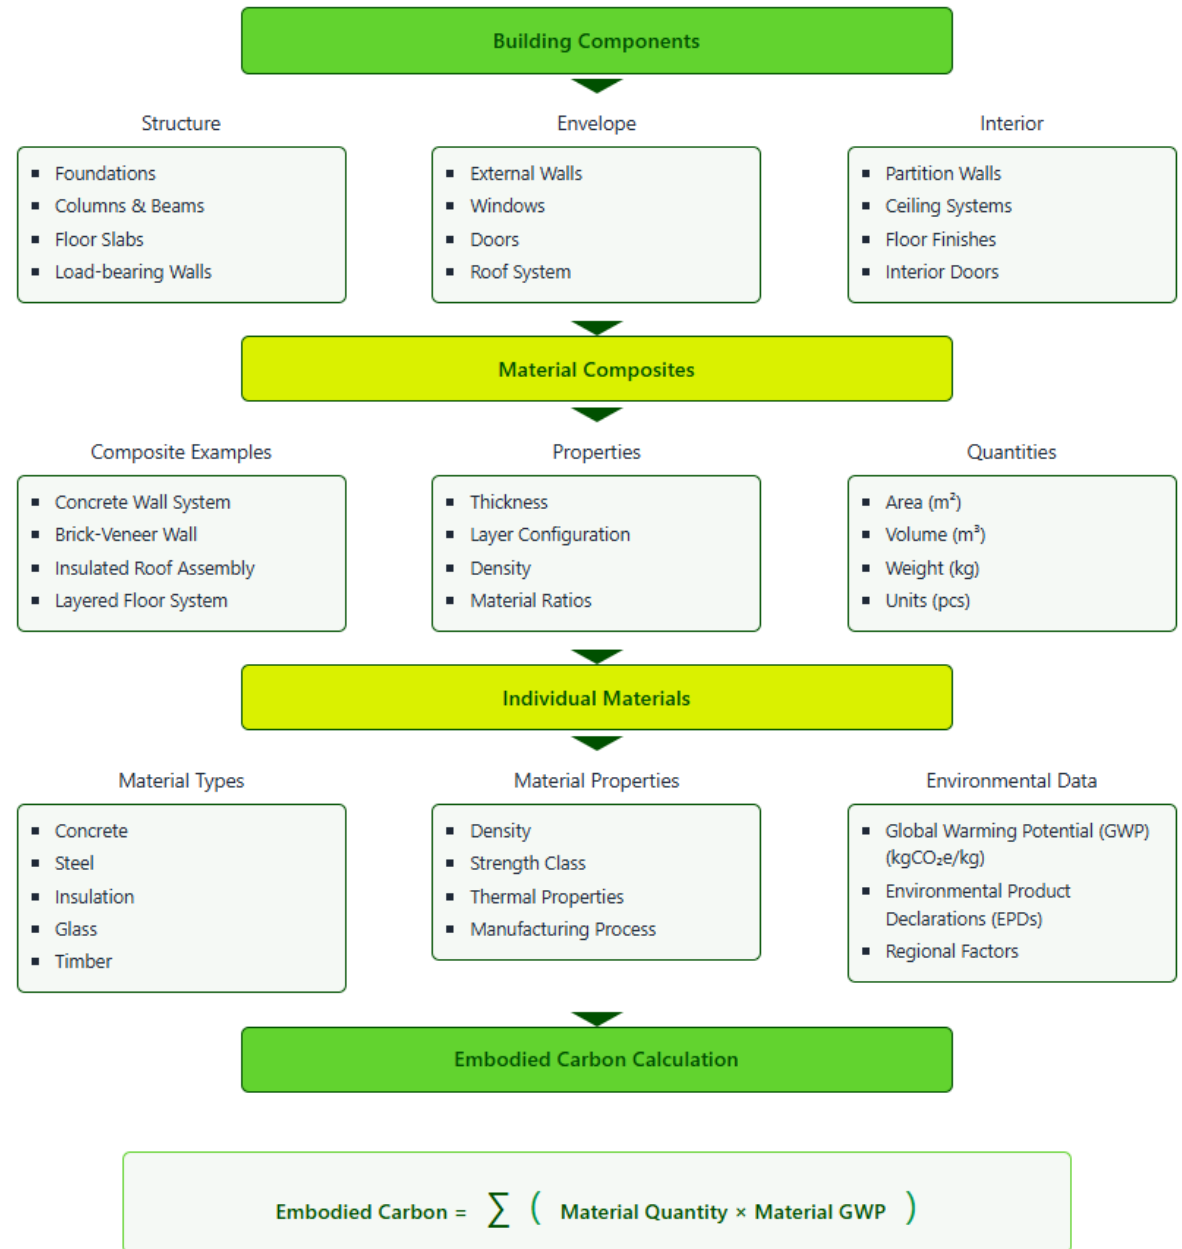 Building Components
Structure
▪ Foundations
▪ Columns & Beams
▪ Floor Slabs
▪ Load-bearing Walls
Envelope
▪ External Walls
▪ Windows
▪ Doors
▪ Roof System
Interior
▪ Partition Walls
▪ Ceiling Systems
▪ Floor Finishes
▪ Interior Doors
Material Composites
Composite Examples
▪ Concrete Wall System
▪ Brick-Veneer Wall
▪ Insulated Roof Assembly
▪ Layered Floor System
Properties
▪ Thickness
▪ Layer Configuration
▪ Density
▪ Material Ratios
Quantities
▪ Area (m²)
▪ Volume (m³)
▪ Weight (kg)
▪ Units (pcs)
Individual Materials
Material Types
▪ Concrete
▪ Steel
▪ Insulation
▪ Glass
▪ Timber
Material Properties
▪ Density
▪ Strength Class
▪ Thermal Properties
▪ Manufacturing Process
Environmental Data
▪ Global Warming Potential (GWP)
(kgCO₂e/kg)
▪ Environmental Product
Declarations (EPDs)
▪ Regional Factors
Embodied Carbon Calculation
Embodied Carbon = ∑ ( Material Quantity × Material GWP )